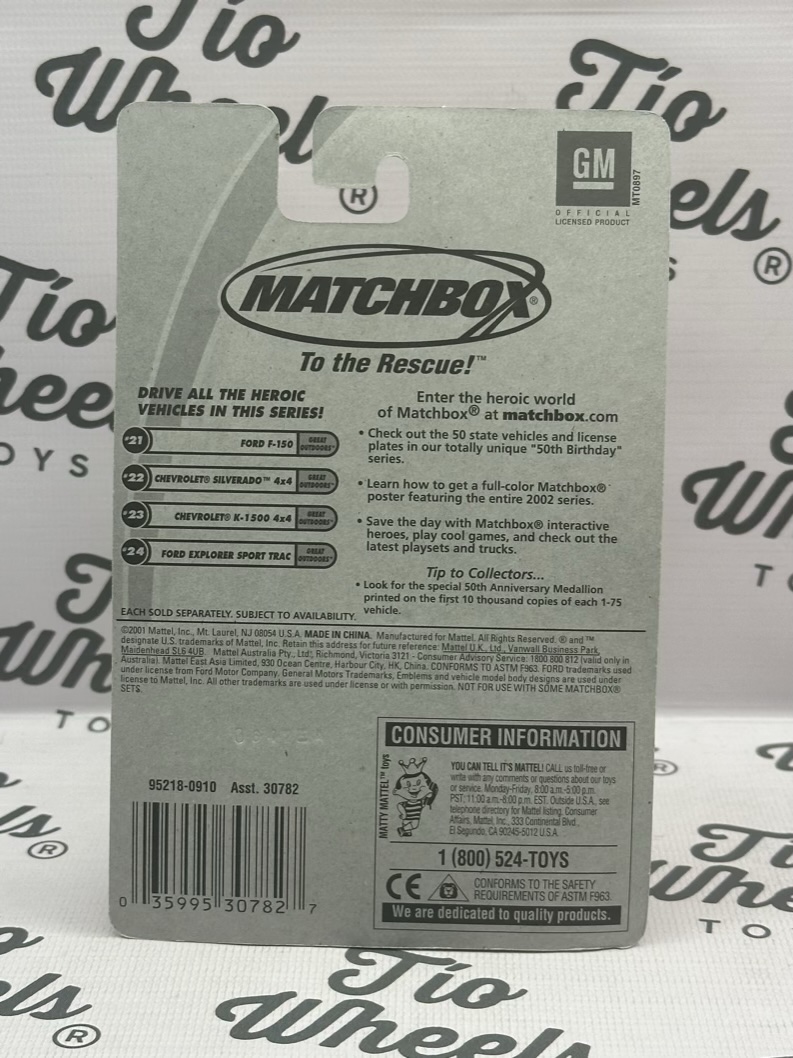 Tio Wheels
Tio Wheels TOYS ®
GM
MT0897
OFFICIAL
LICENSED PRODUCT
MATCHBOX®
To the Rescue!™
DRIVE ALL THE HEROIC
VEHICLES IN THIS SERIES!
#21 FORD F-150 GREAT OUTDOORS™
#22 CHEVROLET® SILVERADO™ 4x4 GREAT OUTDOORS™
#23 CHEVROLET® K-1500 4x4 GREAT OUTDOORS™
#24 FORD EXPLORER SPORT TRAC GREAT OUTDOORS™
EACH SOLD SEPARATELY. SUBJECT TO AVAILABILITY.
Enter the heroic world
of Matchbox® at matchbox.com
• Check out the 50 state vehicles and license
plates in our totally unique "50th Birthday"
series.
• Learn how to get a full-color Matchbox®
poster featuring the entire 2002 series.
• Save the day with Matchbox® interactive
heroes, play cool games, and check out the
latest playsets and trucks.
Tip to Collectors...
• Look for the special 50th Anniversary Medallion
printed on the first 10 thousand copies of each 1-75
vehicle.
©2001 Mattel, Inc., Mt. Laurel, NJ 08054 U.S.A. MADE IN CHINA. Manufactured for Mattel. All Rights Reserved. ® and ™
designate U.S. trademarks of Mattel, Inc. Retain this address for future reference: Mattel U.K., Ltd., Vanwall Business Park,
Maidenhead SL6 4UB. Mattel Australia Pty., Ltd., Richmond, Victoria 3121 - Consumer Advisory Service: 1800 800 812 (valid only in
Australia). Mattel East Asia Limited, 930 Ocean Centre, Harbour City, HK, China. CONFORMS TO ASTM F963. FORD trademarks used
under license from Ford Motor Company. General Motors Trademarks, Emblems and vehicle model body designs are used under
license to Mattel, Inc. All other trademarks are used under license or with permission. NOT FOR USE WITH SOME MATCHBOX®
SETS.
95218-0910 Asst. 30782
0 35995 30782 7
CONSUMER INFORMATION
MATTY MATTEL™ toys
YOU CAN TELL IT'S MATTEL! CALL us toll-free or
write with any comments or questions about our toys
or service. Monday-Friday, 8:00 a.m.-5:00 p.m.
PST; 11:00 a.m.-8:00 p.m. EST. Outside U.S.A., see
telephone directory for Mattel listing. Consumer
Affairs, Mattel, Inc., 333 Continental Blvd.,
El Segundo, CA 90245-5012 U.S.A.
1 (800) 524-TOYS
CE
CONFORMS TO THE SAFETY
REQUIREMENTS OF ASTM F963.
We are dedicated to quality products.
Tio Wheels